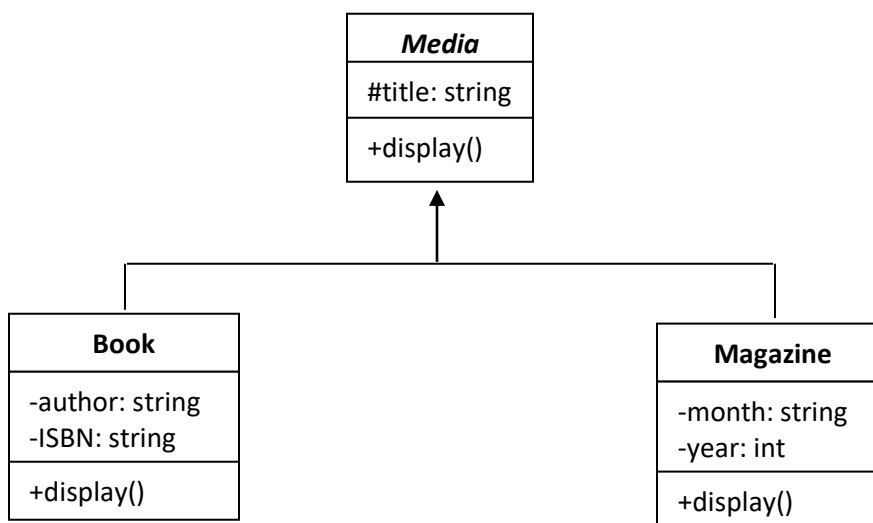 Media
#title: string
+display()
Book
-author: string
-ISBN: string
+display()
Magazine
-month: string
-year: int
+display()